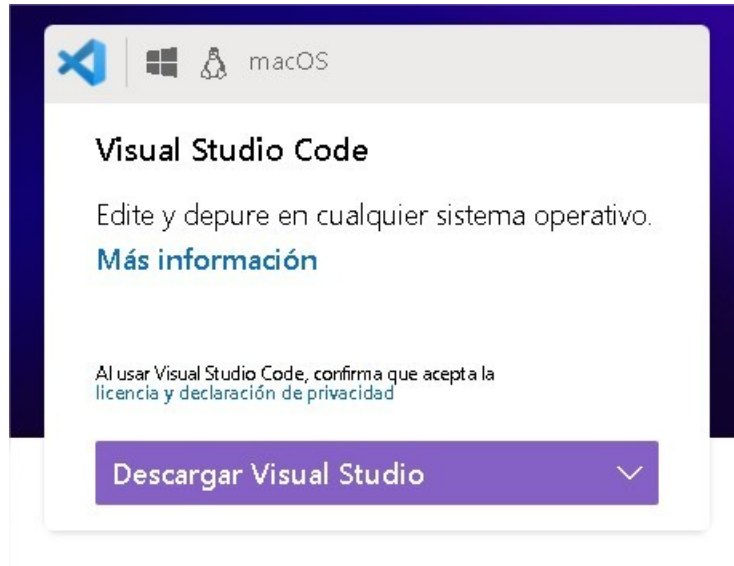 macOS
Visual Studio Code
Edite y depure en cualquier sistema operativo.
Más información
Al usar Visual Studio Code, confirma que acepta la
licencia y declaración de privacidad
Descargar Visual Studio